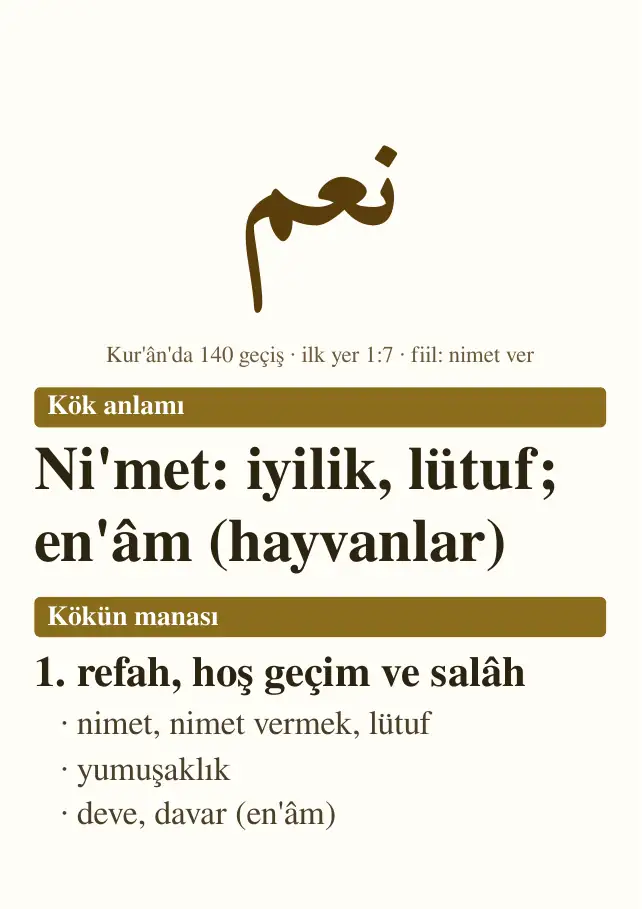 نعم
Kur'ân'da 140 geçiş · ilk yer 1:7 · fiil: nimet ver
Kök anlamı
Ni'met: iyilik, lütuf;
en'âm (hayvanlar)
Kökün manası
1. refah, hoş geçim ve salâh
· nimet, nimet vermek, lütuf
· yumuşaklık
· deve, davar (en'âm)